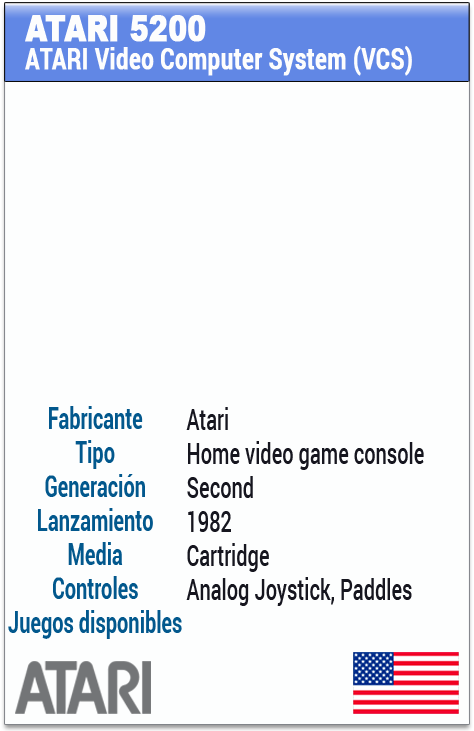 ATARI 5200
ATARI Video Computer System (VCS)
Fabricante Atari
Tipo Home video game console
Generación Second
Lanzamiento 1982
Media Cartridge
Controles Analog Joystick, Paddles
Juegos disponibles
ATARI